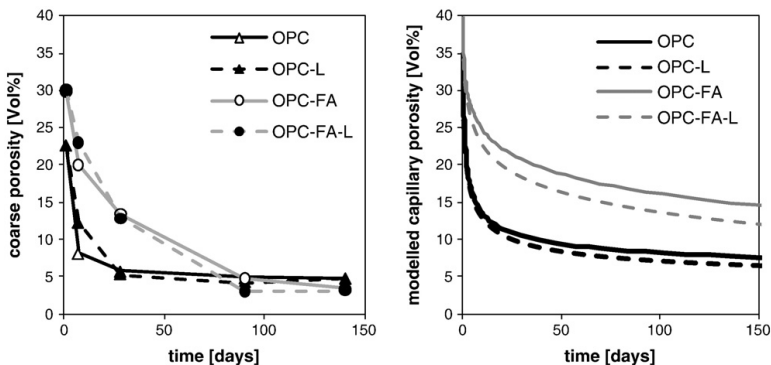 coarse porosity [Vol%]
40
35
30
25
20
15
10
5
0
OPC
OPC-L
OPC-FA
OPC-FA-L
0
50
100
150
time [days]
modelled capillary porosity [Vol%]
40
35
30
25
20
15
10
5
0
OPC
OPC-L
OPC-FA
OPC-FA-L
0
50
100
150
time [days]